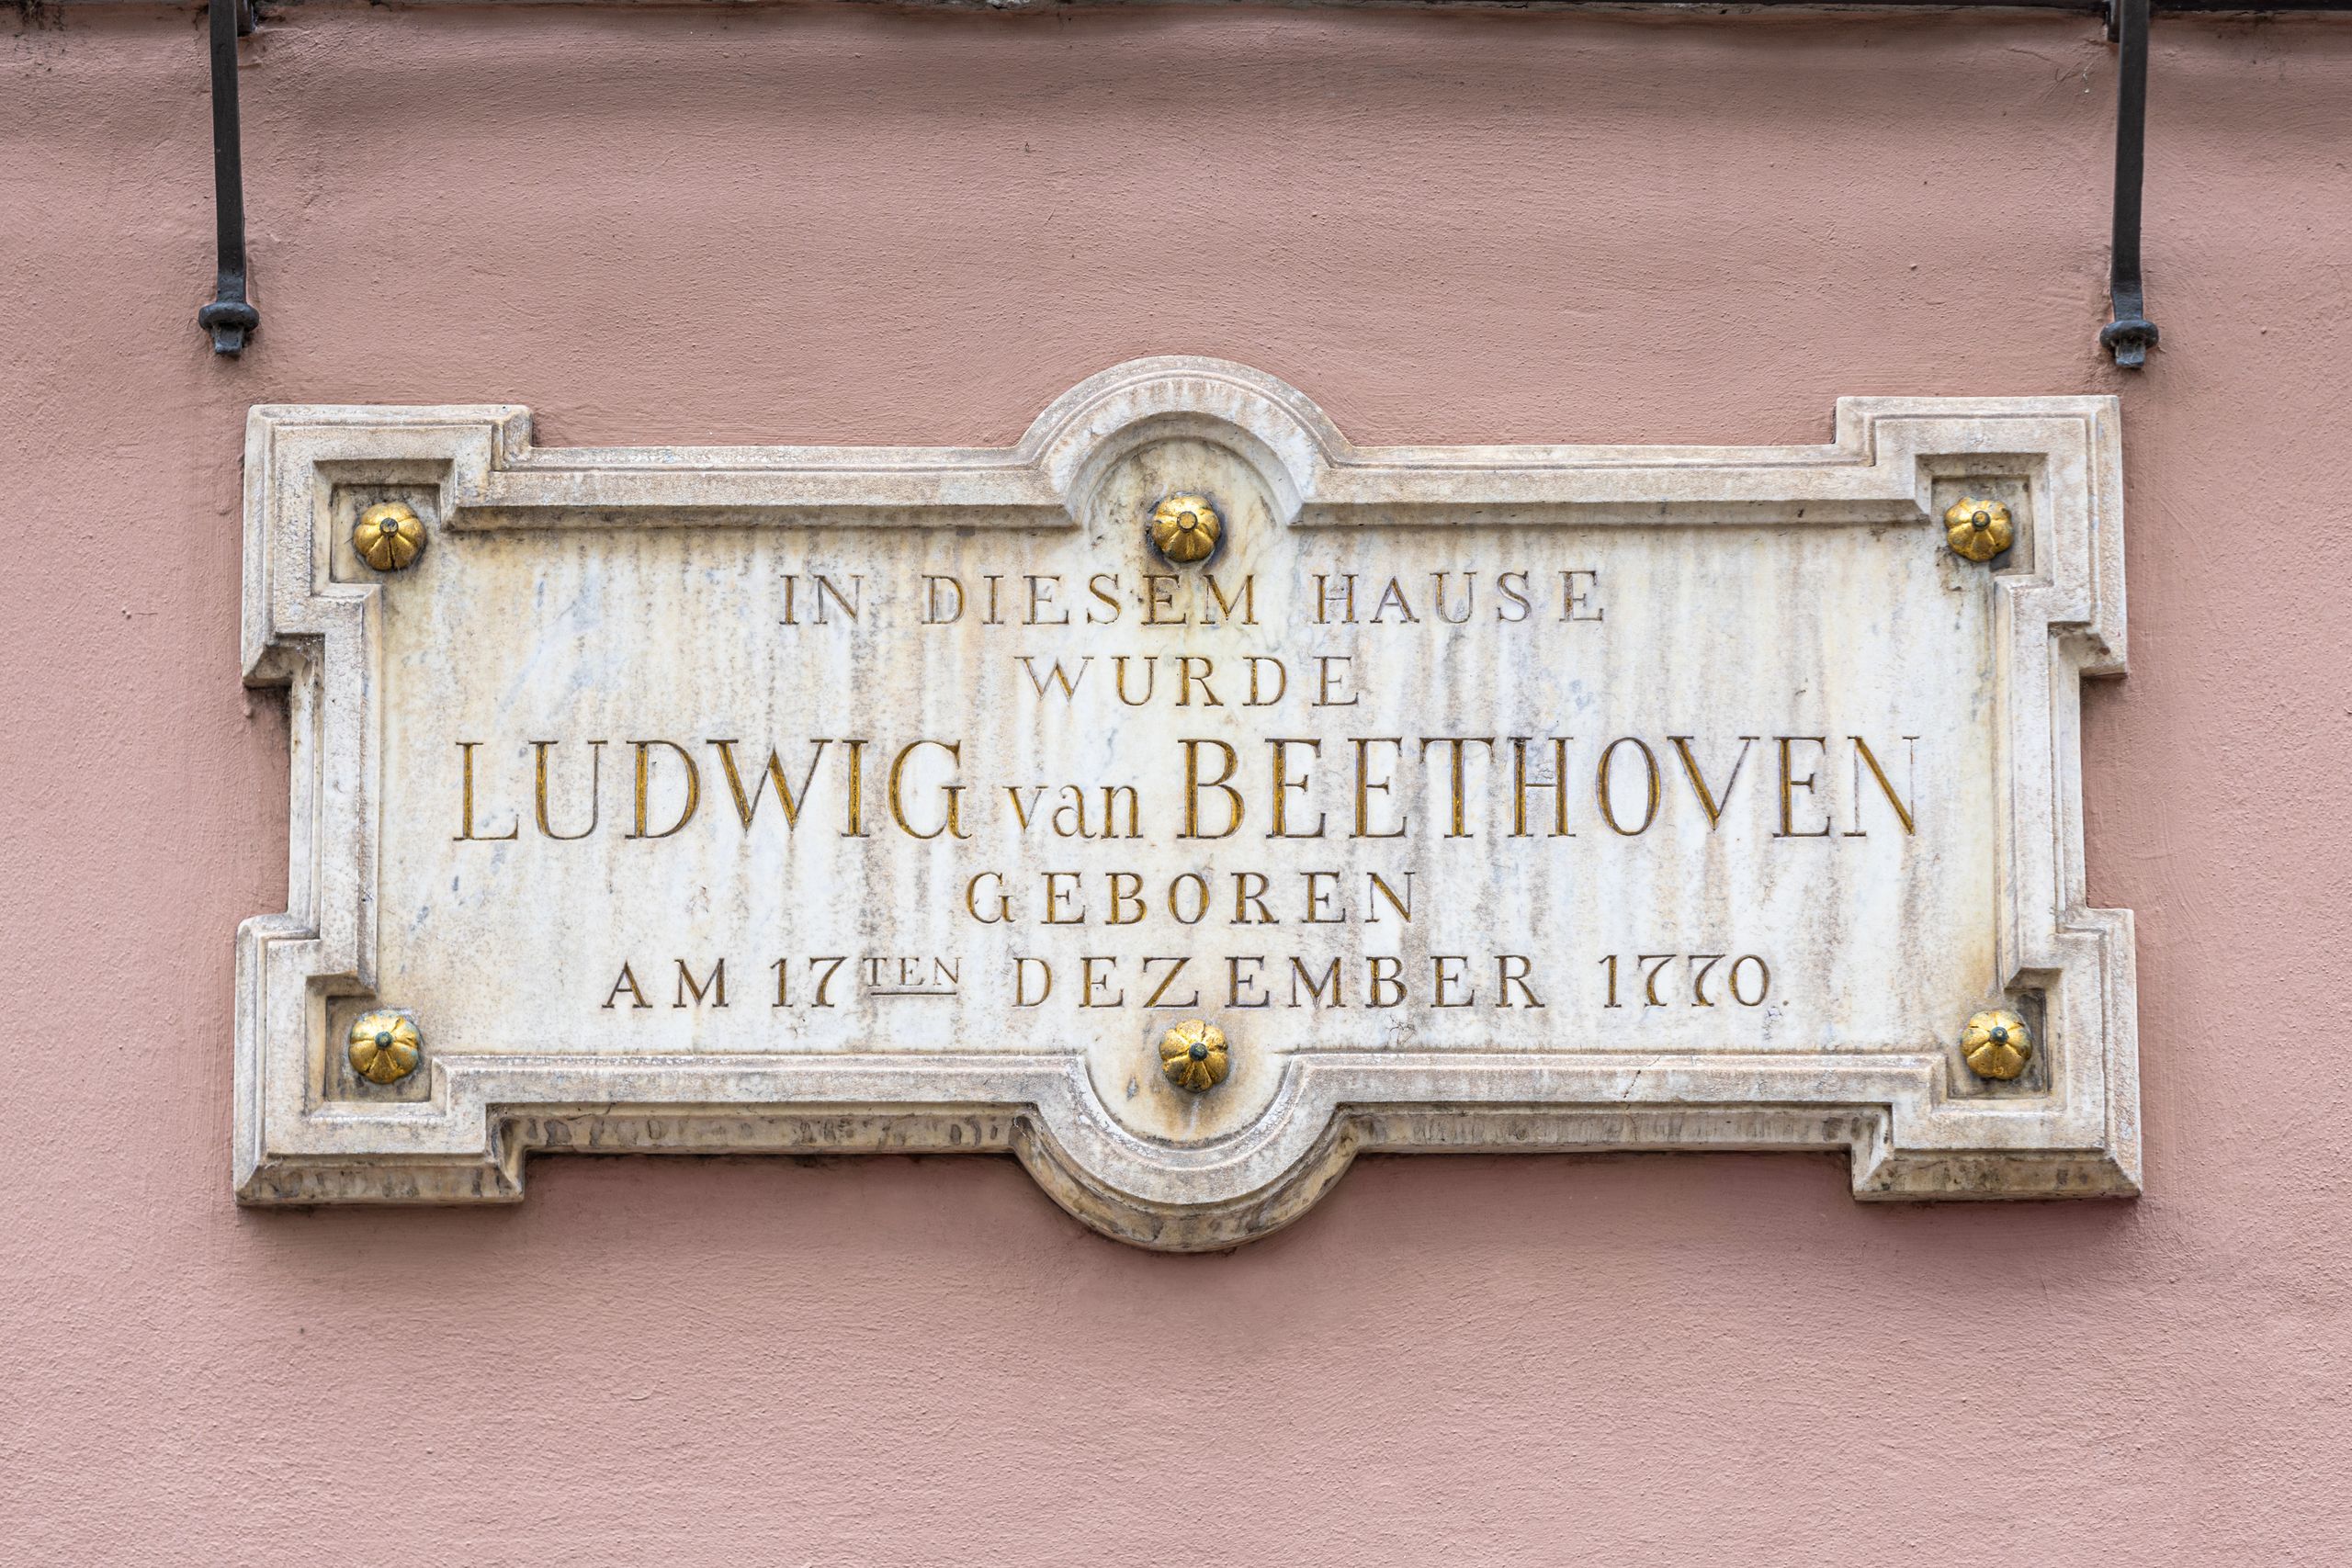 IN DIESEM HAUSE
WURDE
LUDWIG van BEETHOVEN
GEBOREN
AM 17TEN DEZEMBER 1770.